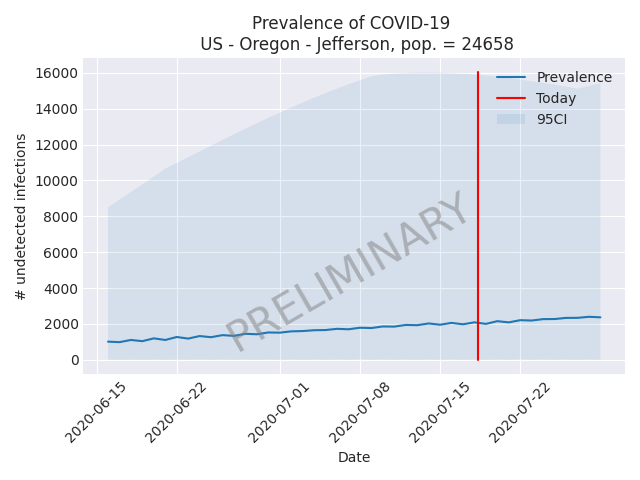 Prevalence of COVID-19
US - Oregon - Jefferson, pop. = 24658
16000
14000
12000
10000
8000
6000
4000
2000
0
# undetected infections
Prevalence
Today
95CI
PRELIMINARY
2020-06-15
2020-06-22
2020-07-01
2020-07-08
2020-07-15
2020-07-22
Date